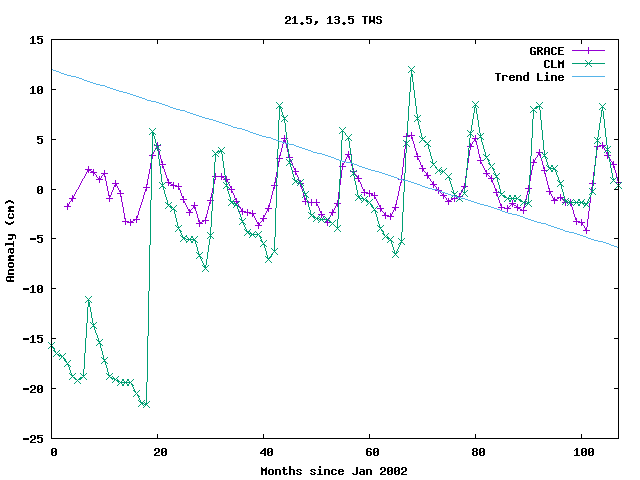 21.5, 13.5 TWS
GRACE
CLM
Trend Line
15
10
5
0
-5
-10
-15
-20
-25
Anomaly (cm)
0 20 40 60 80 100
Months since Jan 2002